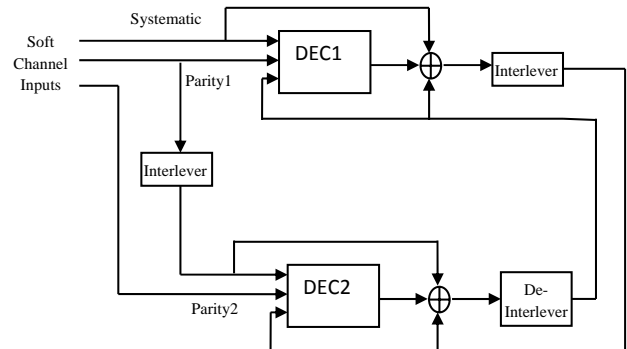 Systematic
Soft
Channel
Inputs
DEC1
Parity1
Interlever
Interlever
DEC2
De-
Interlever
Parity2